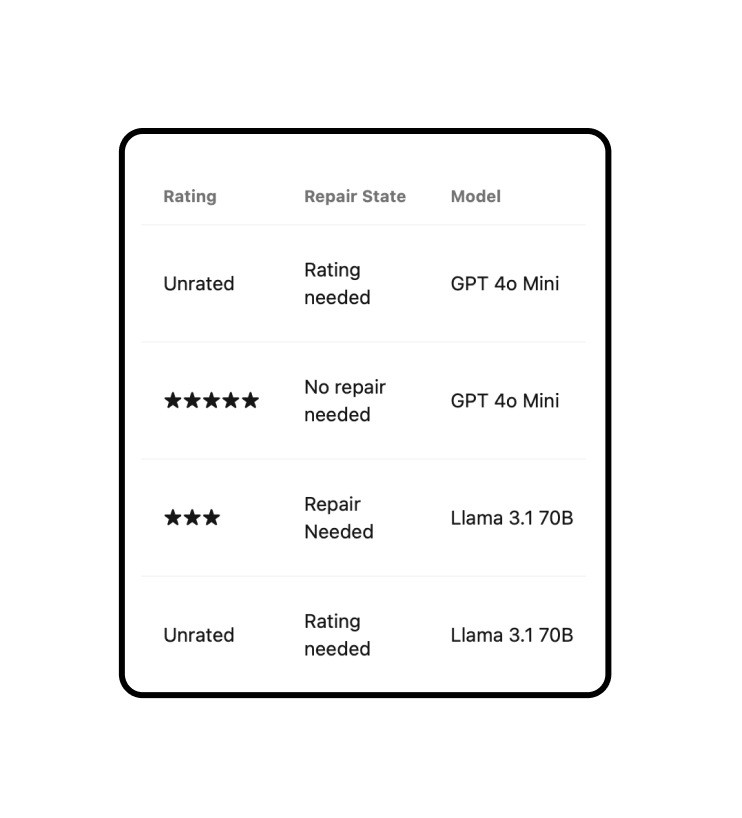 Rating Repair State Model
Unrated Rating needed GPT 4o Mini
★★★★★ No repair needed GPT 4o Mini
★★★ Repair Needed Llama 3.1 70B
Unrated Rating needed Llama 3.1 70B